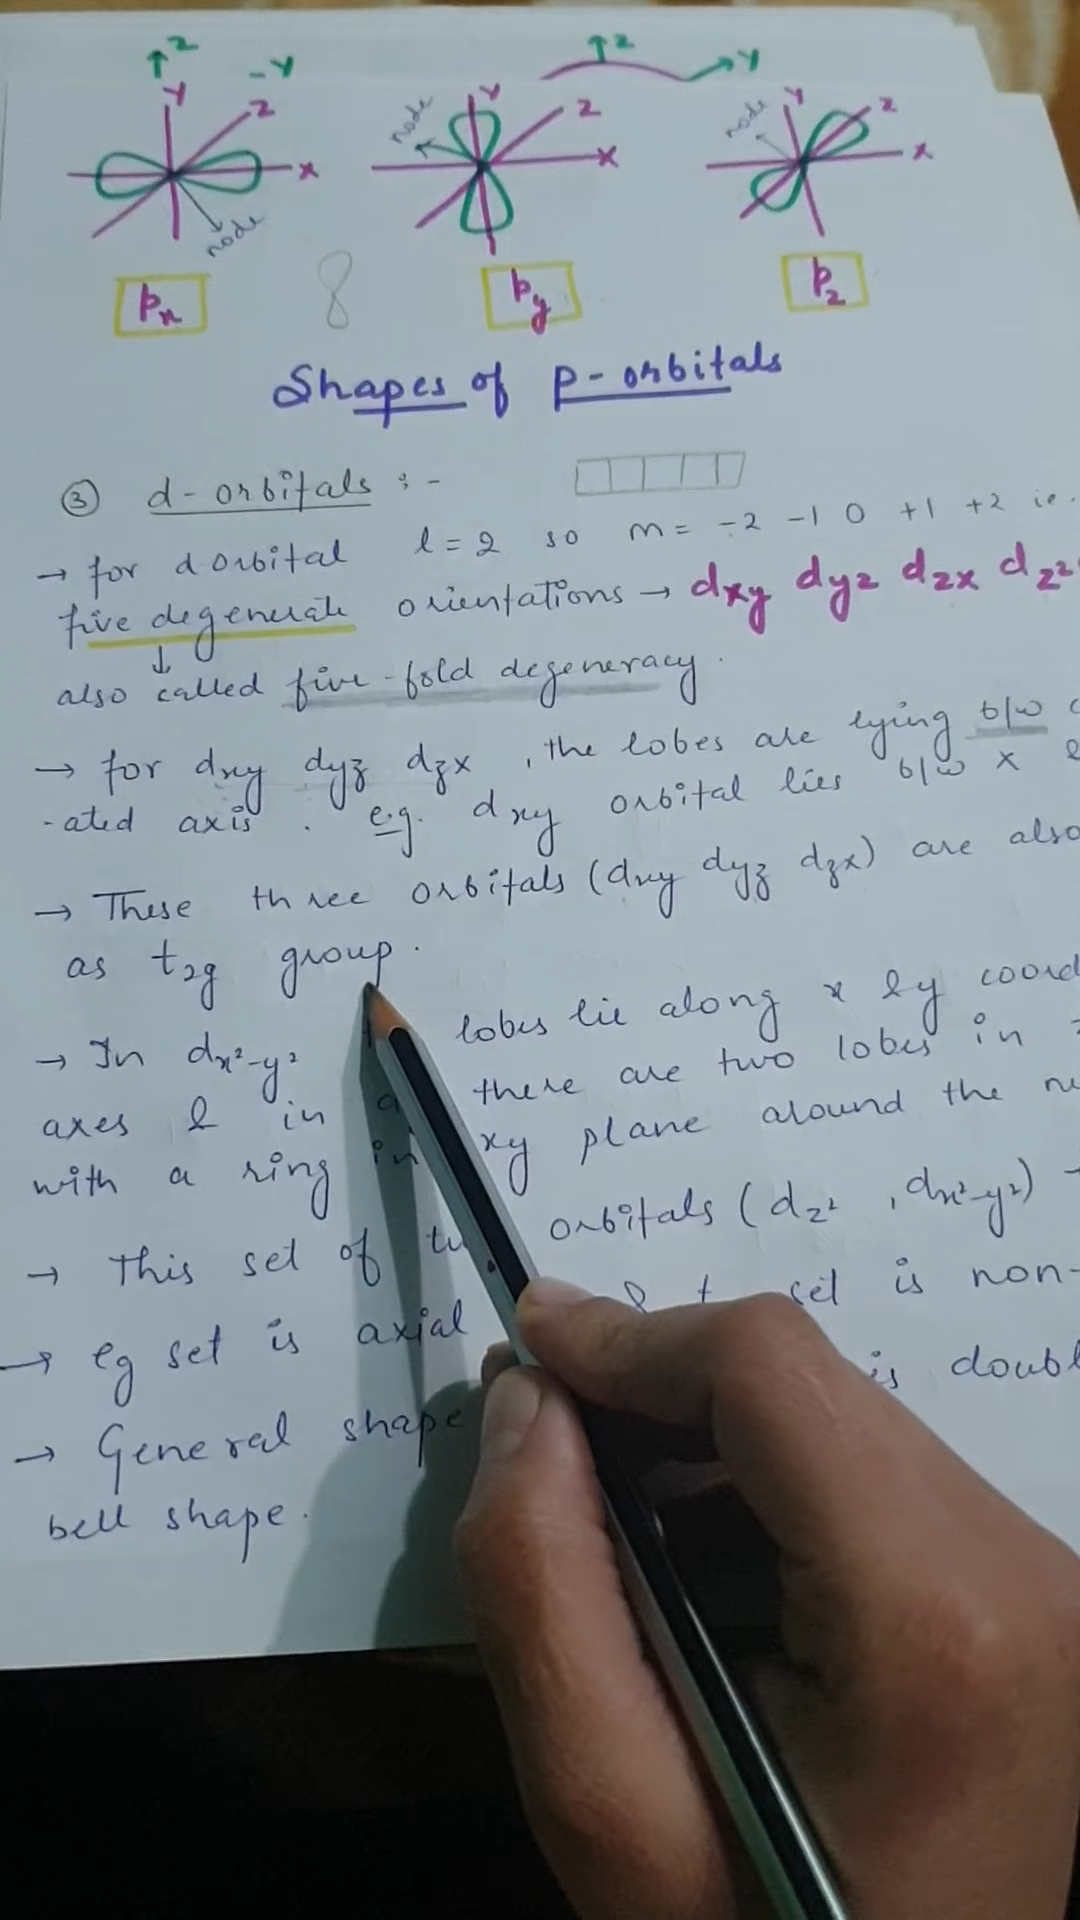 ↑z -y ↑z →y
y z x node
node y z x
node y z x
px py pz
Shapes of p-orbitals
③ d-orbitals :-
→ for d orbital l = 2 so m = -2 -1 0 +1 +2 i.e.
five degenerate orientations → dxy dyz dzx dz²
↓
also called five-fold degeneracy.
→ for dxy dyz dzx, the lobes are lying b/w
-ated axis. e.g. dxy orbital lies b/w x &
→ These three orbitals (dxy dyz dzx) are also
as t2g group.
→ In dx²-y² lobes lie along x & y coord
axes & in there are two lobes in
with a ring in xy plane around the
→ This set of orbitals (dz², dx²-y²)
→ eg set is axial & set is non-
→ General shape is doubl
bell shape.